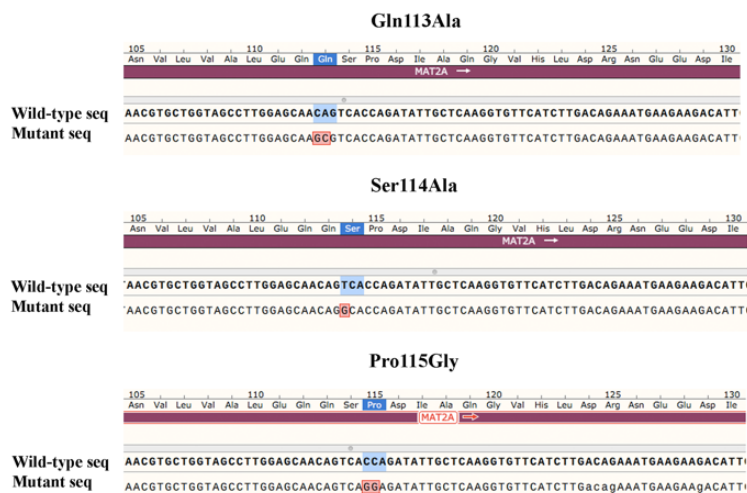 Gln113Ala
105 110 115 120 125 130
Asn Val Leu Val Ala Leu Glu Gln Gln Ser Pro Asp Ile Ala Gln Gly Val His Leu Asp Arg Asn Glu Glu Asp Ile
MAT2A
Wild-type seq AACGTGCTGGTAGCCTTGGAGCAACAGTCACCAGATATTGCTCAAGGTGTTCATCTTGACAGAAATGAAGAAGACATT
Mutant seq AACGTGCTGGTAGCCTTGGAGCAAGCGTCACCAGATATTGCTCAAGGTGTTCATCTTGACAGAAATGAAGAAGACATT
Ser114Ala
105 110 115 120 125 130
Asn Val Leu Val Ala Leu Glu Gln Gln Ser Pro Asp Ile Ala Gln Gly Val His Leu Asp Arg Asn Glu Glu Asp Ile
MAT2A
Wild-type seq AACGTGCTGGTAGCCTTGGAGCAACAGTCACCAGATATTGCTCAAGGTGTTCATCTTGACAGAAATGAAGAAGACATT
Mutant seq AACGTGCTGGTAGCCTTGGAGCAACAGGCACCAGATATTGCTCAAGGTGTTCATCTTGACAGAAATGAAGAAGACATT
Pro115Gly
105 110 115 120 125 130
Asn Val Leu Val Ala Leu Glu Gln Gln Ser Pro Asp Ile Ala Gln Gly Val His Leu Asp Arg Asn Glu Glu Asp Ile
MAT2A
Wild-type seq AACGTGCTGGTAGCCTTGGAGCAACAGTCACCAGATATTGCTCAAGGTGTTCATCTTGACAGAAATGAAGAAGACATT
Mutant seq AACGTGCTGGTAGCCTTGGAGCAACAGTCAGGAGATATTGCTCAAGGTGTTCATCTTGacagAAATGAAGAAgACATT